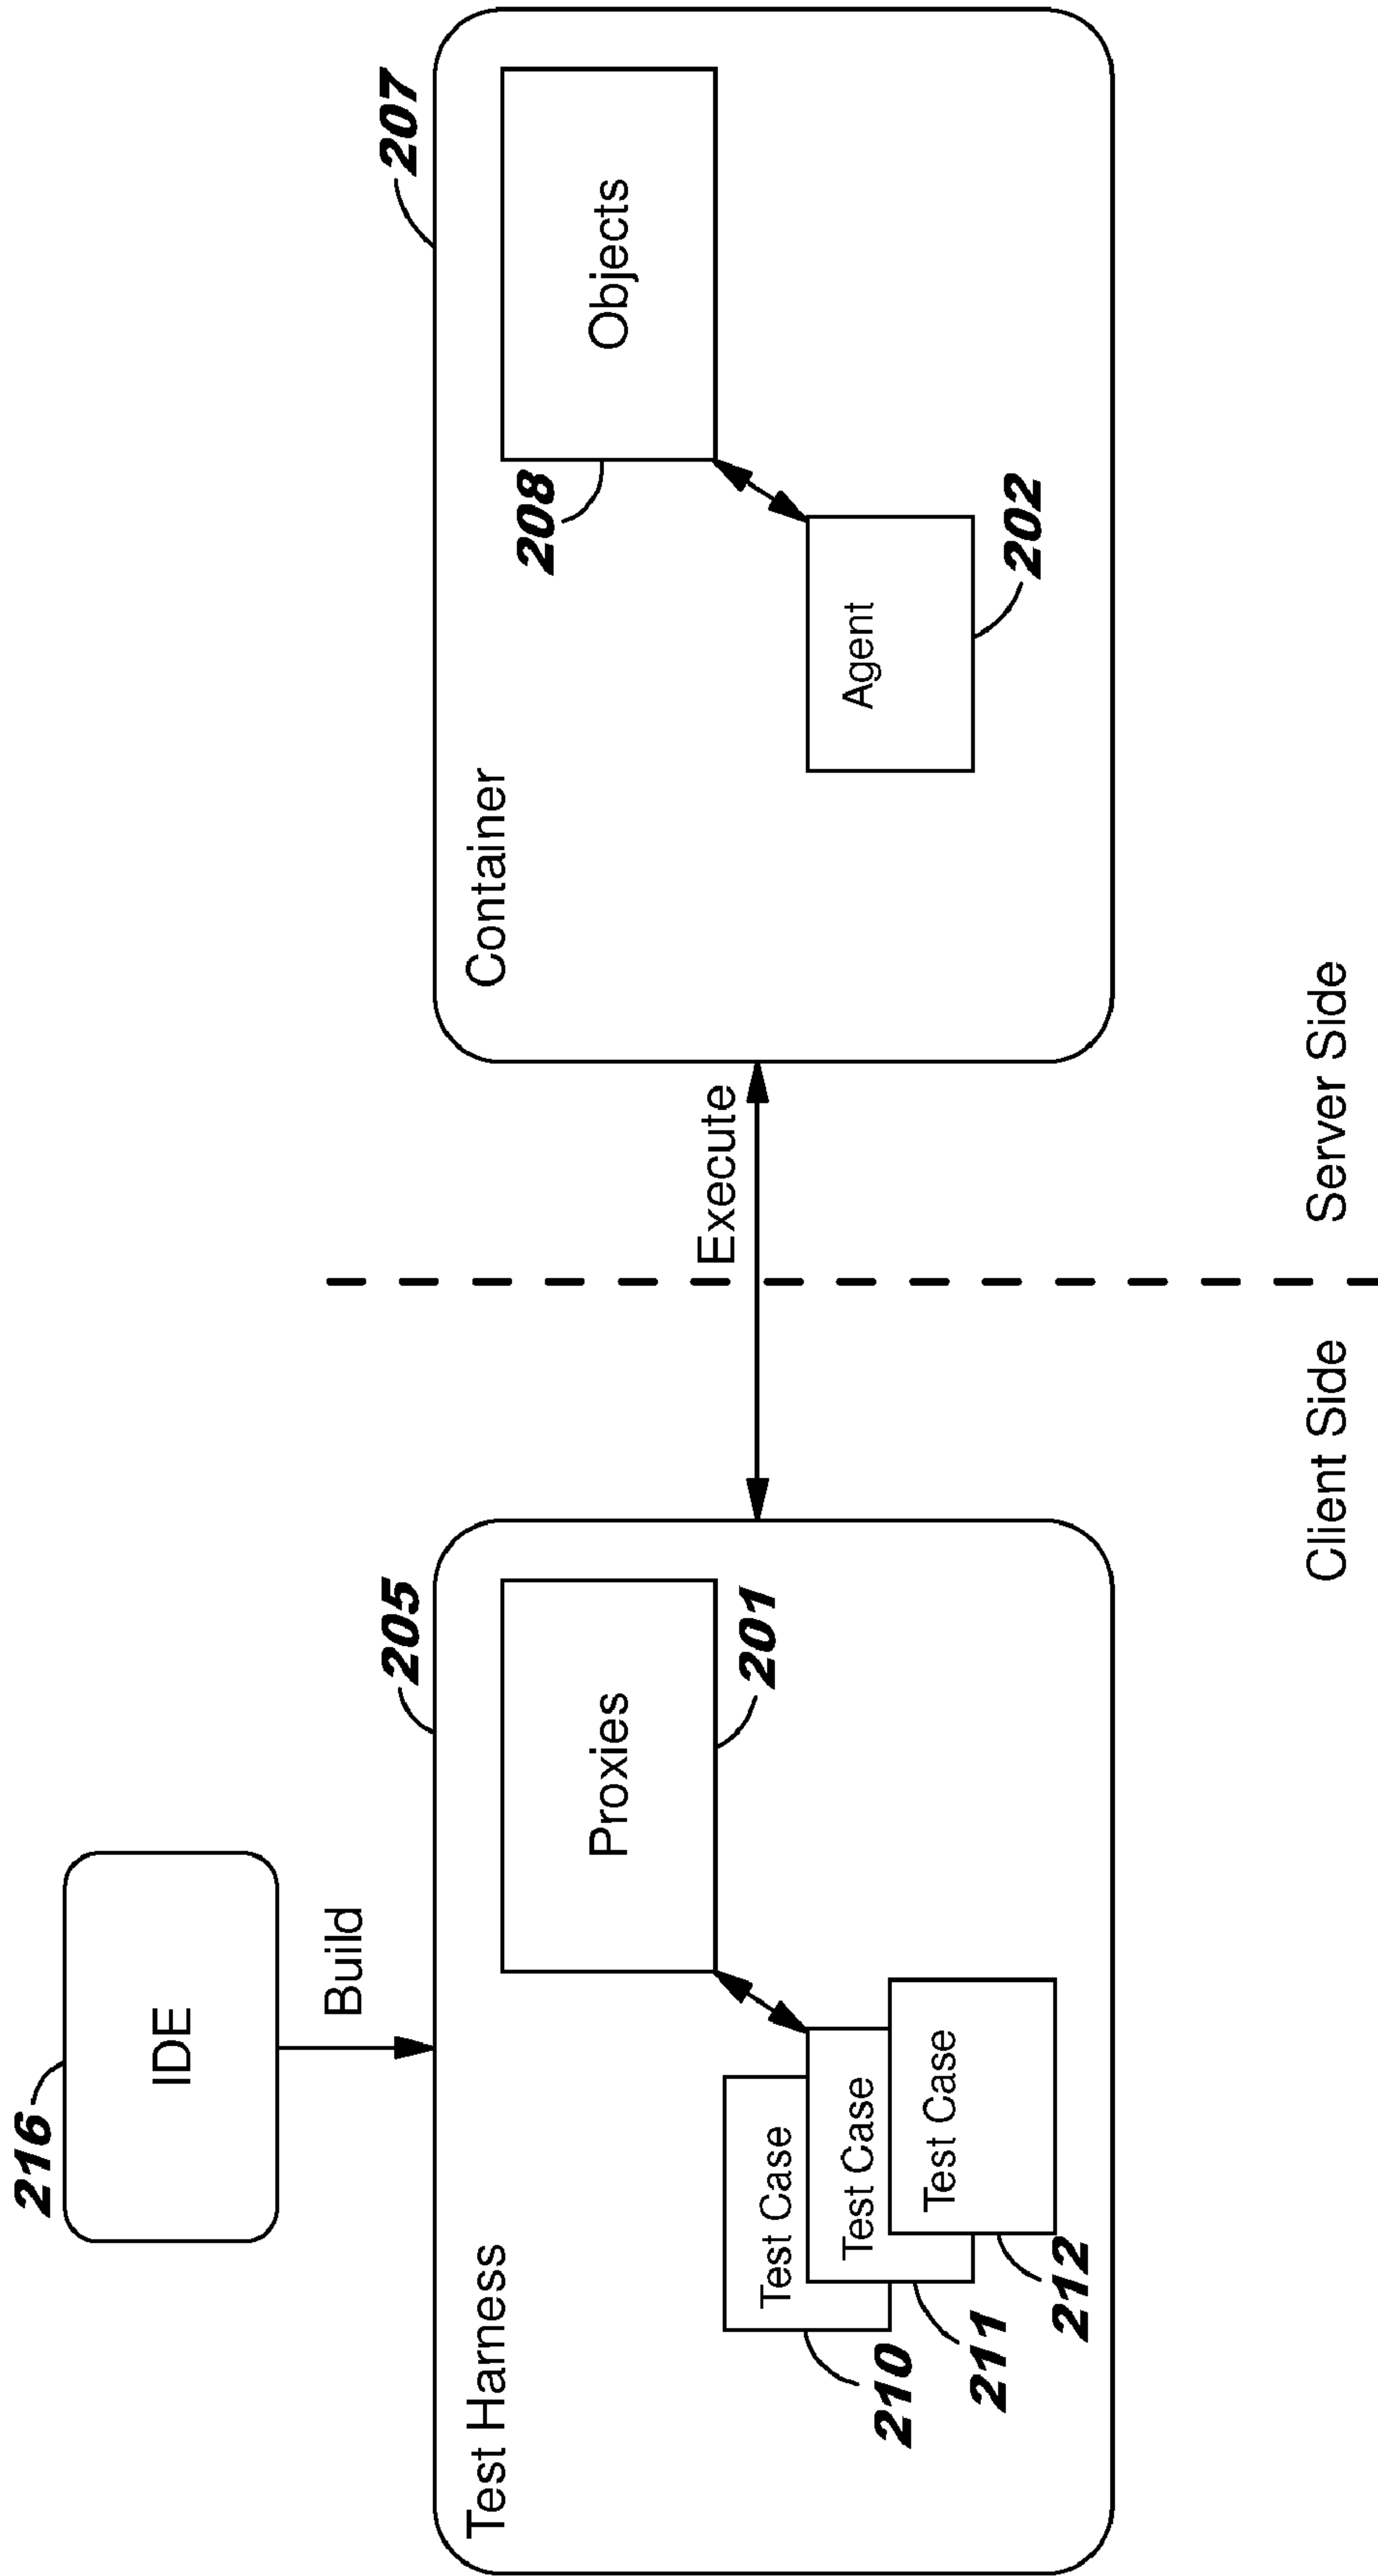 216
IDE
Build
205
207
Test Harness
Container
Proxies
201
Objects
208
Execute
Test Case
Test Case
Test Case
210
211
212
Agent
202
Client Side
Server Side